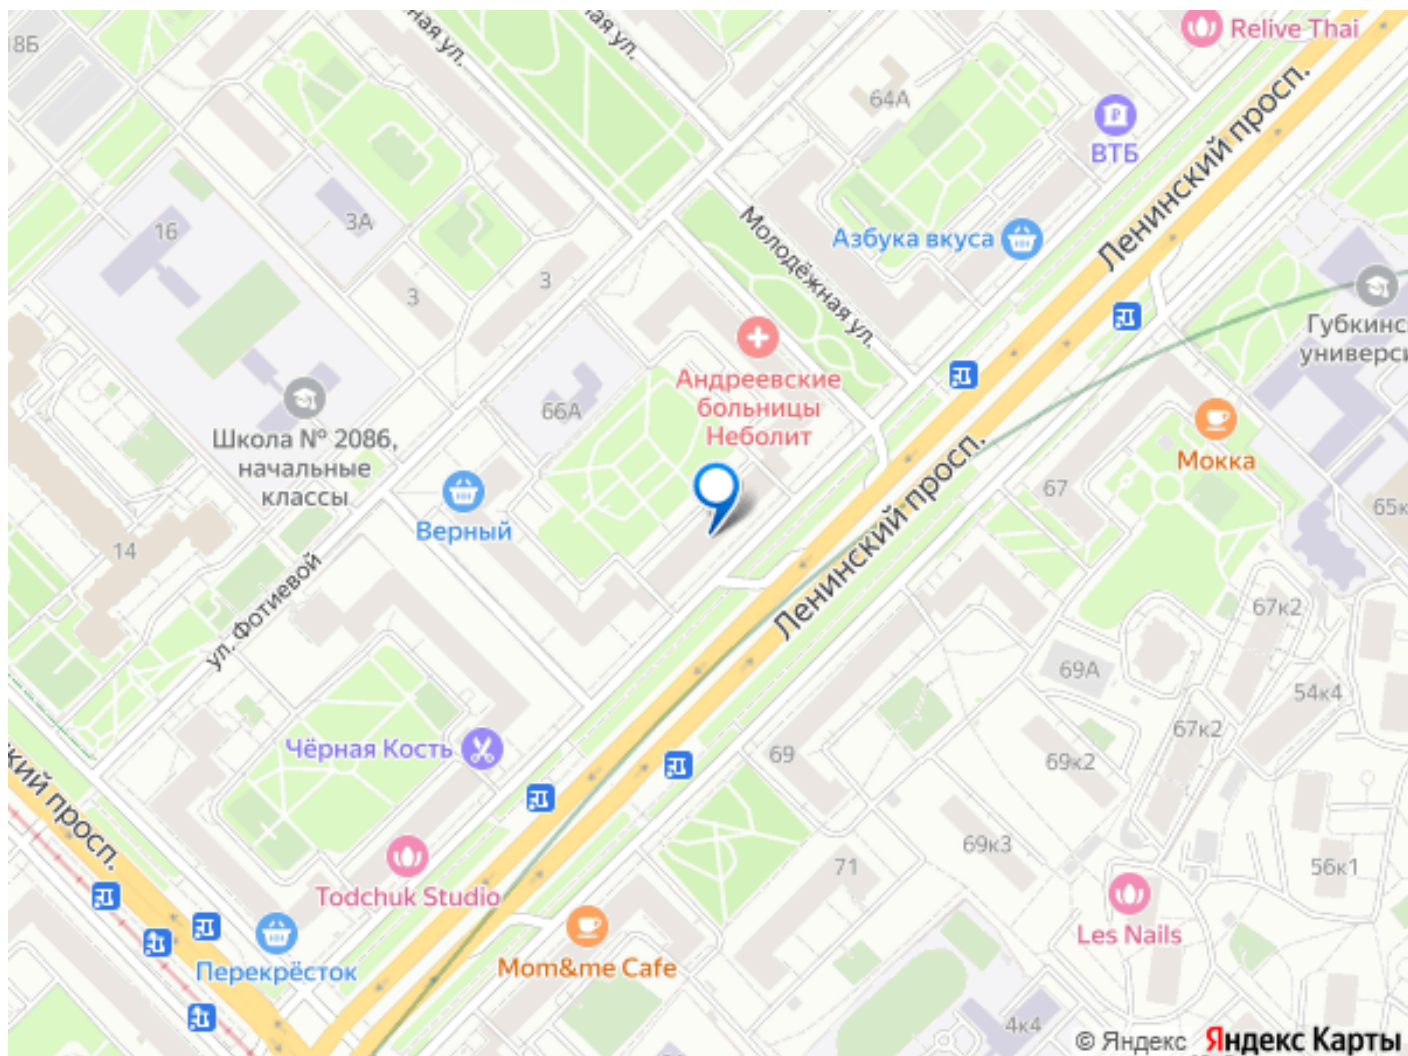 Relive Thai
ная ул.
ная ул.
18Б
64А
ВТБ
Ленинский просп.
16
3А
Азбука вкуса
Молодёжная ул.
3
3
Губкинс
универси
Андреевские
больницы
Неболит
66А
Школа № 2086,
начальные
классы
Мокка
Верный
67
65к
Ленинский просп.
14
ул. Фотиевой
67к2
69А
54к4
67к2
Чёрная Кость
69
69к2
кий просп.
69к3
71
56к1
Todchuk Studio
Les Nails
Перекрёсток
Mom&me Cafe
4к4
© Яндекс Яндекс Карты